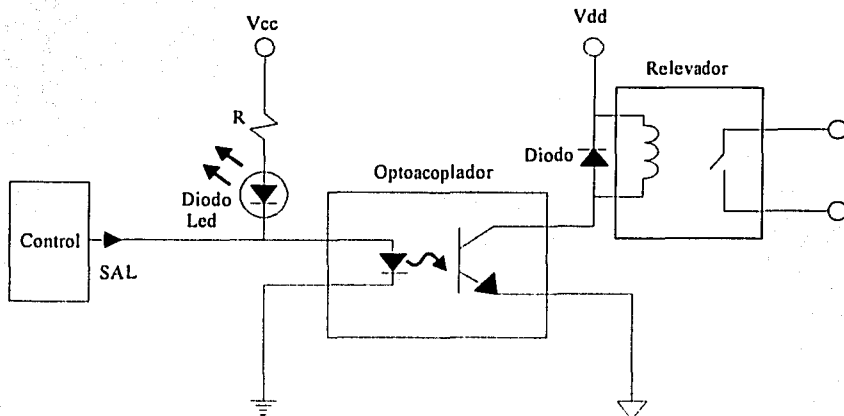 Vcc
Vdd
Relevador
R
Diodo
Optoacoplador
Diodo
Led
Control
SAL